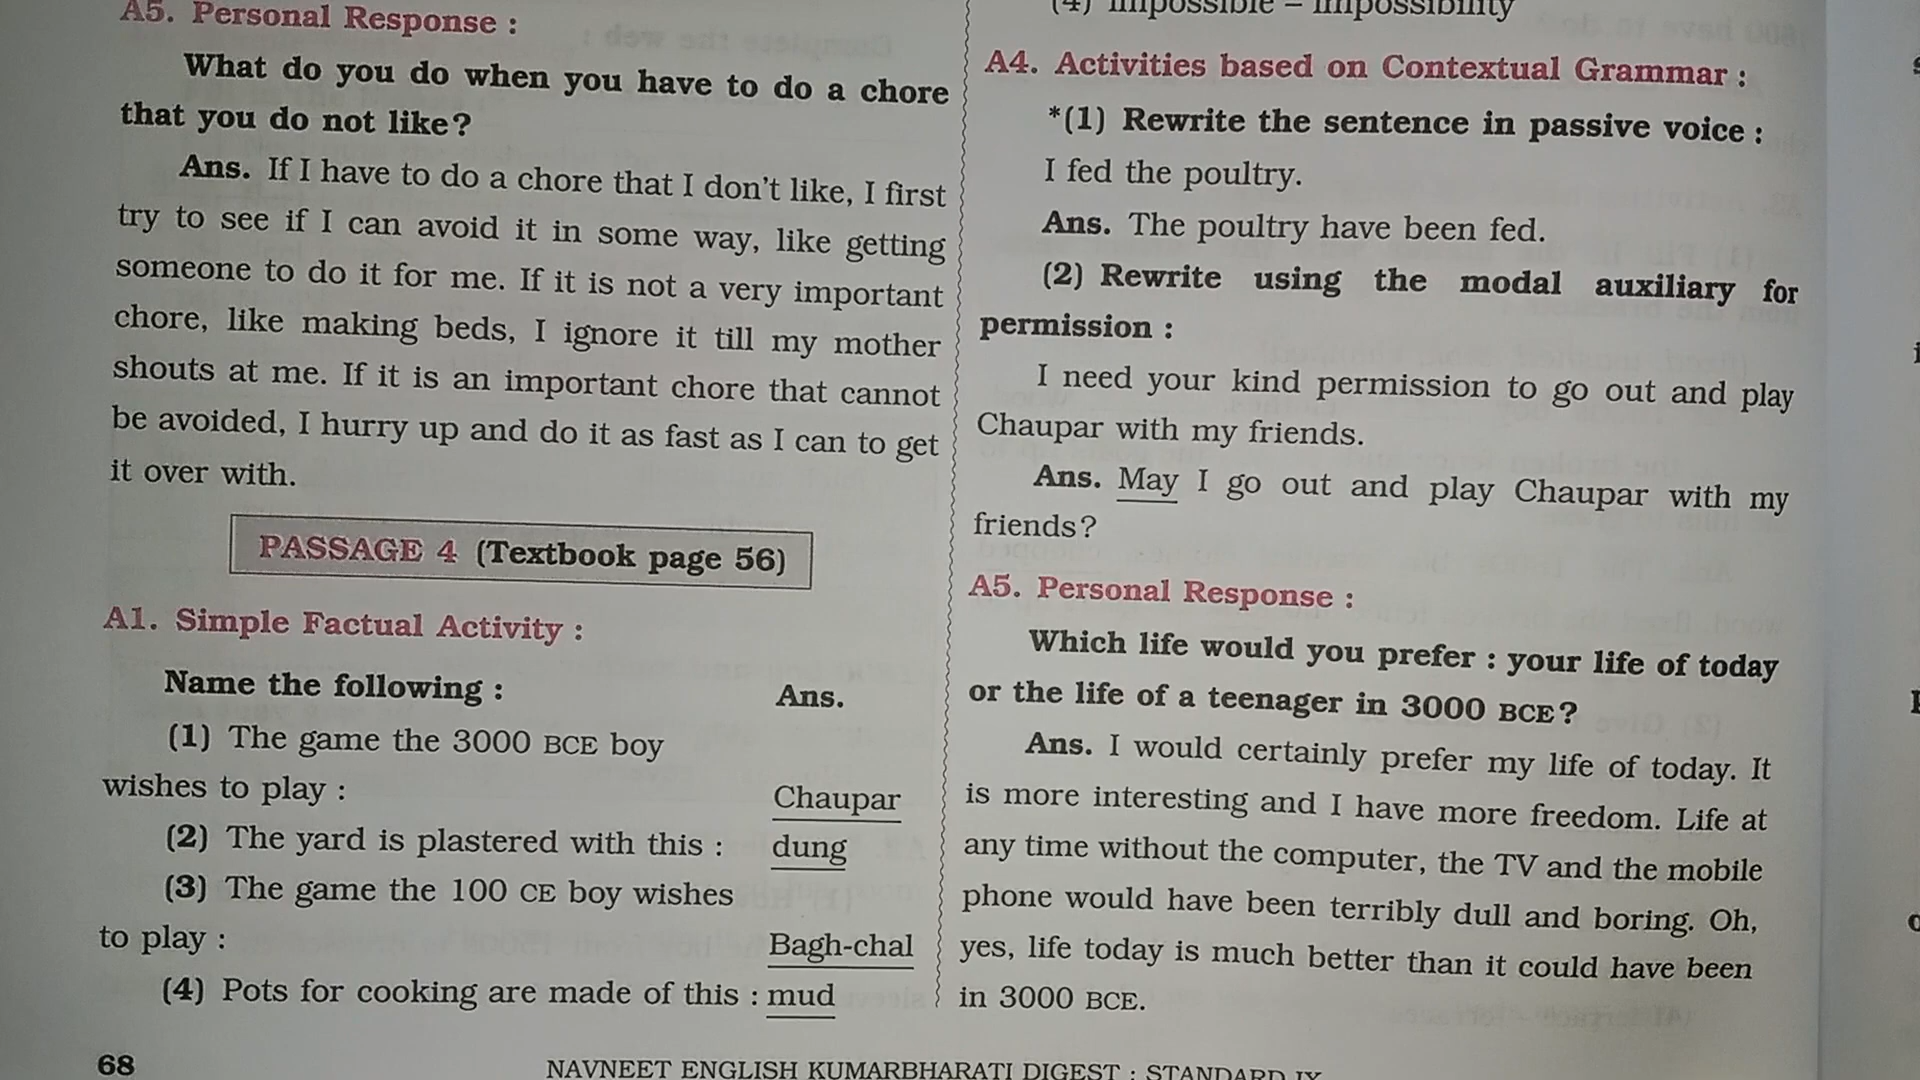 A5. Personal Response :
What do you do when you have to do a chore
that you do not like?
Ans. If I have to do a chore that I don't like, I first
try to see if I can avoid it in some way, like getting
someone to do it for me. If it is not a very important
chore, like making beds, I ignore it till my mother
shouts at me. If it is an important chore that cannot
be avoided, I hurry up and do it as fast as I can to get
it over with.
PASSAGE 4 (Textbook page 56)
A1. Simple Factual Activity :
Name the following : Ans.
(1) The game the 3000 BCE boy
wishes to play : Chaupar
(2) The yard is plastered with this : dung
(3) The game the 100 CE boy wishes
to play : Bagh-chal
(4) Pots for cooking are made of this : mud
(4) Impossible – Impossibility
A4. Activities based on Contextual Grammar :
*(1) Rewrite the sentence in passive voice :
I fed the poultry.
Ans. The poultry have been fed.
(2) Rewrite using the modal auxiliary for
permission :
I need your kind permission to go out and play
Chaupar with my friends.
Ans. May I go out and play Chaupar with my
friends?
A5. Personal Response :
Which life would you prefer : your life of today
or the life of a teenager in 3000 BCE?
Ans. I would certainly prefer my life of today. It
is more interesting and I have more freedom. Life at
any time without the computer, the TV and the mobile
phone would have been terribly dull and boring. Oh,
yes, life today is much better than it could have been
in 3000 BCE.
68 NAVNEET ENGLISH KUMARBHARATI DIGEST : STANDARD IX